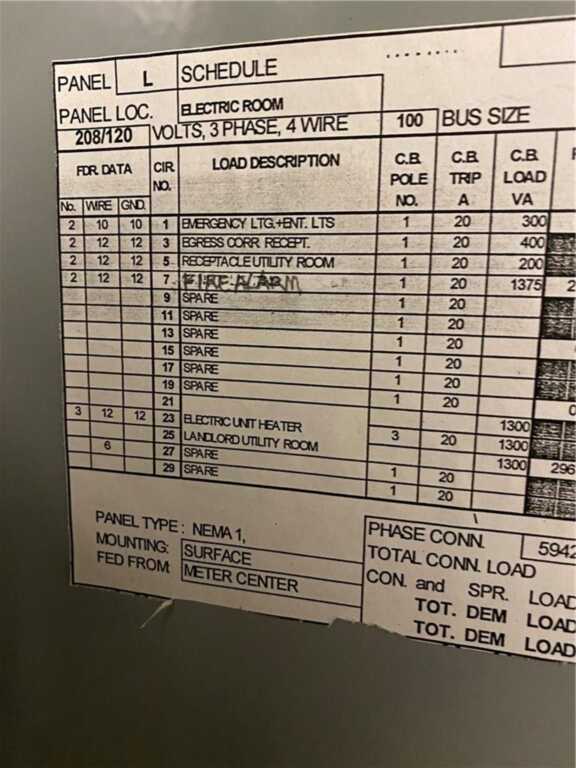 PANEL L SCHEDULE
PANEL LOC. ELECTRIC ROOM
208/120 VOLTS, 3 PHASE, 4 WIRE 100 BUS SIZE
FDR. DATA CIR. NO. LOAD DESCRIPTION C.B. POLE NO. C.B. TRIP A C.B. LOAD VA
No. WIRE GND.
2 10 10 1 EMERGENCY LTG.+ENT. LTS 1 20 300
2 12 12 3 EGRESS CORR. RECEPT. 1 20 400
2 12 12 5 RECEPTACLE UTILITY ROOM 1 20 200
2 12 12 7 FIRE ALARM 1 20 1375 2
9 SPARE 1 20
11 SPARE 1 20
13 SPARE 1 20
15 SPARE 1 20
17 SPARE 1 20
19 SPARE 1 20
21 1 20 0
3 12 12 23 ELECTRIC UNIT HEATER 1300
6 25 LANDLORD UTILITY ROOM 3 20 1300
27 SPARE 1300 296
29 SPARE 1 20
1 20
PANEL TYPE : NEMA 1,
MOUNTING: SURFACE
FED FROM: METER CENTER
PHASE CONN. 5942
TOTAL CONN. LOAD
CON. and SPR. LOAD
TOT. DEM LOAD
TOT. DEM LOAD